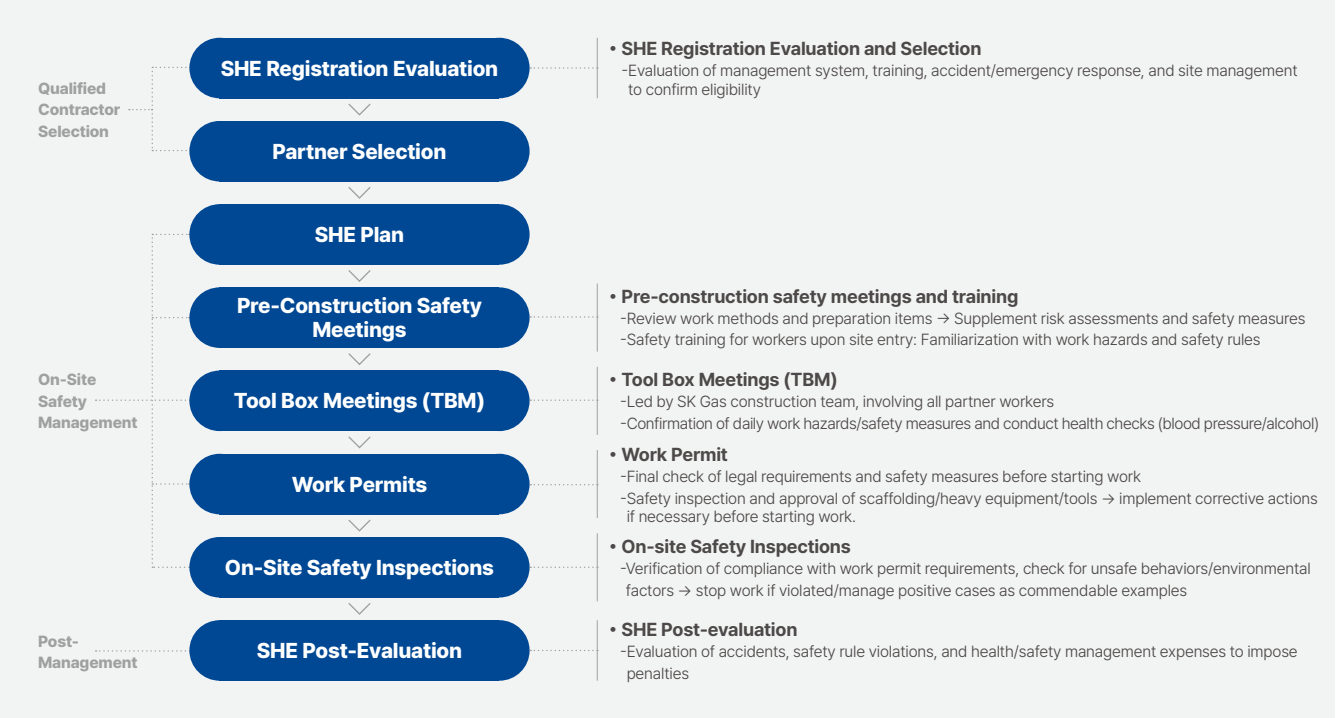 Qualified
Contractor
Selection
SHE Registration Evaluation
• SHE Registration Evaluation and Selection
-Evaluation of management system, training, accident/emergency response, and site management
to confirm eligibility
Partner Selection
On-Site
Safety
Management
SHE Plan
Pre-Construction Safety
Meetings
• Pre-construction safety meetings and training
-Review work methods and preparation items → Supplement risk assessments and safety measures
-Safety training for workers upon site entry: Familiarization with work hazards and safety rules
Tool Box Meetings (TBM)
• Tool Box Meetings (TBM)
-Led by SK Gas construction team, involving all partner workers
-Confirmation of daily work hazards/safety measures and conduct health checks (blood pressure/alcohol)
Work Permits
• Work Permit
-Final check of legal requirements and safety measures before starting work
-Safety inspection and approval of scaffolding/heavy equipment/tools → implement corrective actions
if necessary before starting work.
On-Site Safety Inspections
• On-site Safety Inspections
-Verification of compliance with work permit requirements, check for unsafe behaviors/environmental
factors → stop work if violated/manage positive cases as commendable examples
Post-
Management
SHE Post-Evaluation
• SHE Post-evaluation
-Evaluation of accidents, safety rule violations, and health/safety management expenses to impose
penalties